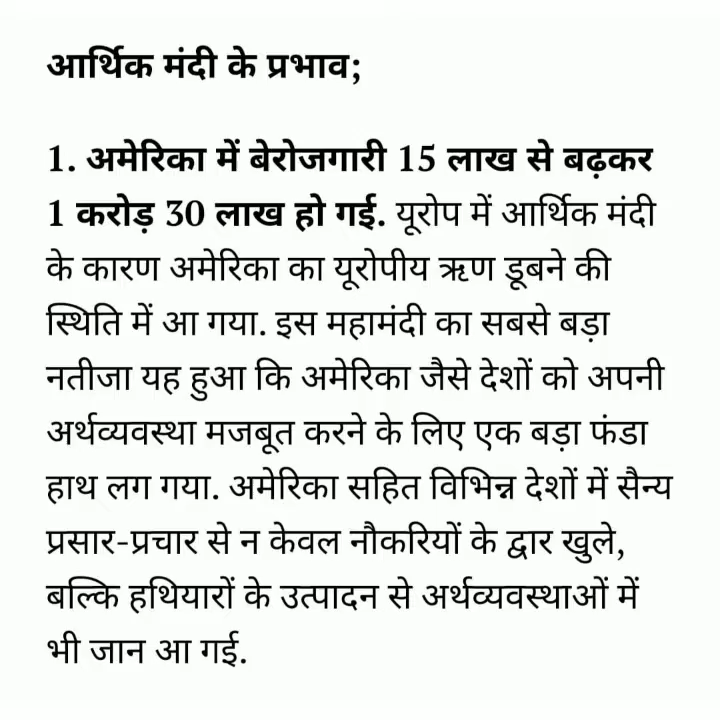 आर्थिक मंदी के प्रभाव;
1. अमेरिका में बेरोजगारी 15 लाख से बढ़कर
1 करोड़ 30 लाख हो गई. यूरोप में आर्थिक मंदी
के कारण अमेरिका का यूरोपीय ऋण डूबने की
स्थिति में आ गया. इस महामंदी का सबसे बड़ा
नतीजा यह हुआ कि अमेरिका जैसे देशों को अपनी
अर्थव्यवस्था मजबूत करने के लिए एक बड़ा फंडा
हाथ लग गया. अमेरिका सहित विभिन्न देशों में सैन्य
प्रसार-प्रचार से न केवल नौकरियों के द्वार खुले,
बल्कि हथियारों के उत्पादन से अर्थव्यवस्थाओं में
भी जान आ गई.